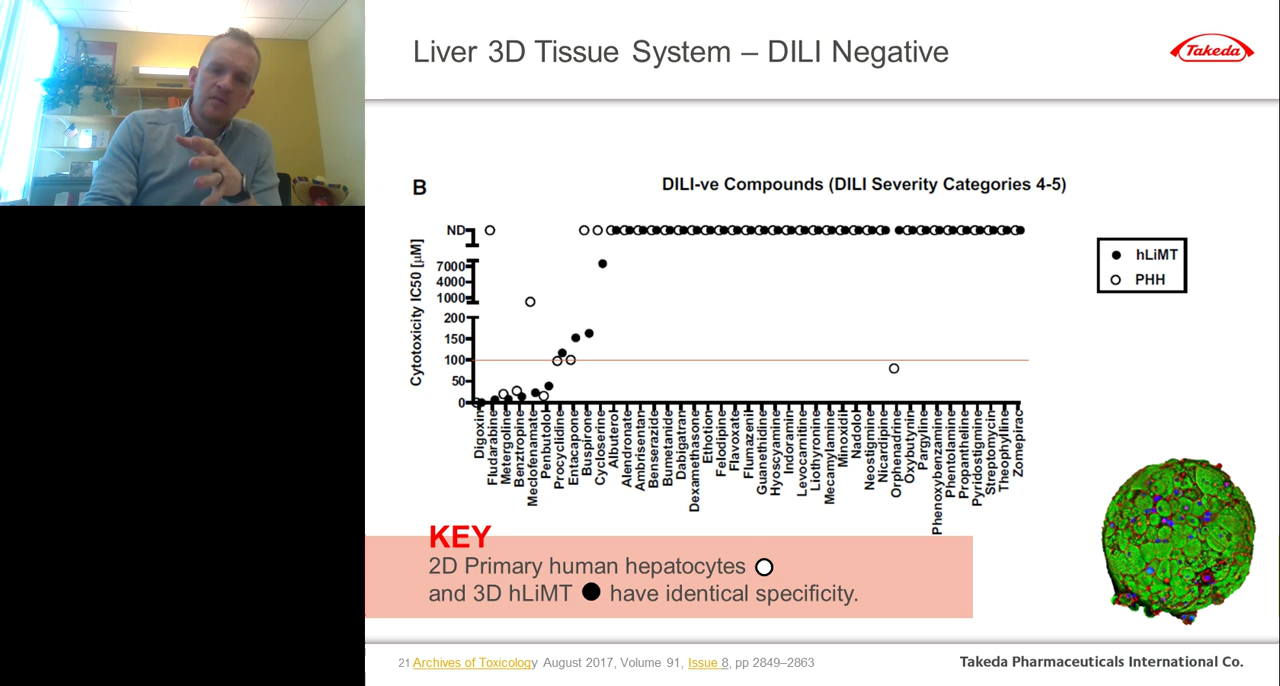 Liver 3D Tissue System – DILI Negative
Takeda
B
DILI-ve Compounds (DILI Severity Categories 4-5)
Cytotoxicity IC50 [µM]
ND
7000
4000
1000
200
150
100
50
0
hLiMT
PHH
Digoxin
Fludarabine
Metergoline
Benztropine
Meclofenamate
Penbutolol
Procyclidine
Entacapone
Buspirone
Cycloserine
Albuterol
Alendronate
Ambrisentan
Benserazide
Bumetanide
Dabigatran
Dexamethasone
Ethotion
Felodipine
Flavoxate
Flumazenil
Guanethidine
Hyoscyamine
Indoramin
Levocarnitine
Liothyronin
Mecamylamine
Minoxidil
Nadolol
Neostigmine
Nicardipine
Orphenadrine
Oxybutynin
Pargyline
Phenoxybenzamine
Phentolamine
Propantheline
Pyridostigmine
Streptomycin
Theophylline
Zomepirac
KEY
2D Primary human hepatocytes
and 3D hLiMT have identical specificity.
21 Archives of Toxicology August 2017, Volume 91, Issue 8, pp 2849–2863
Takeda Pharmaceuticals International Co.